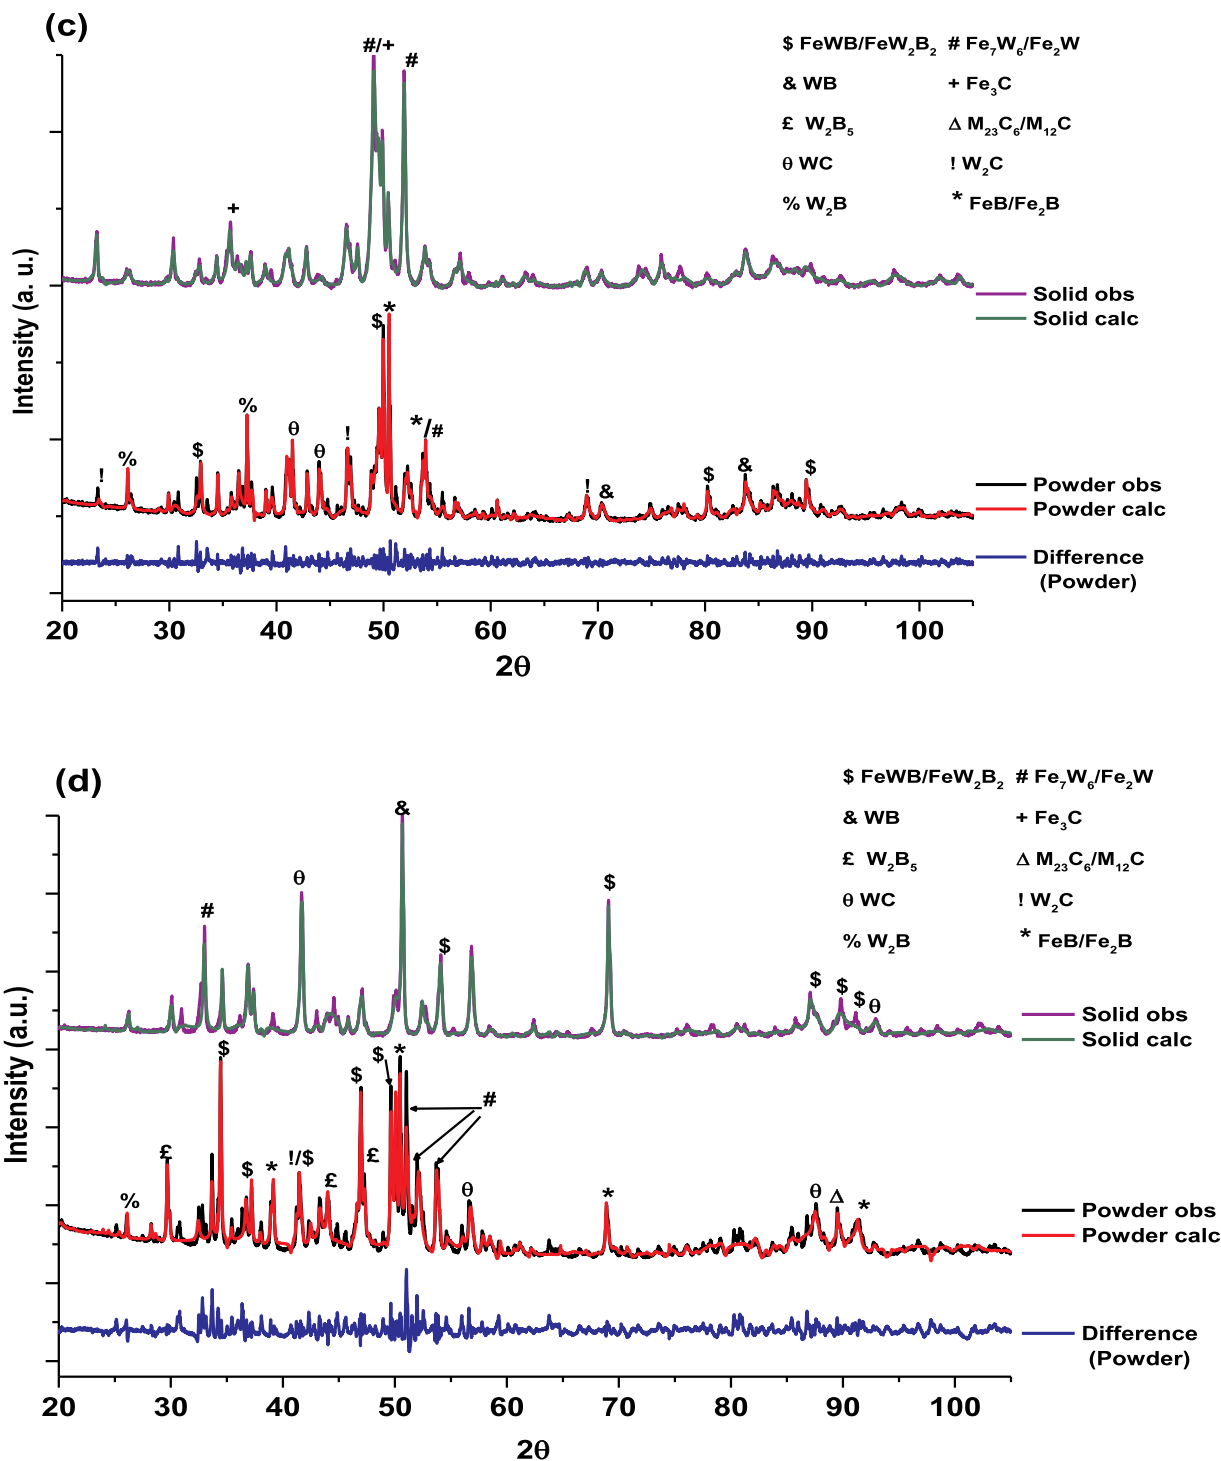 (c)
$ FeWB/FeW2B2 # Fe7W6/Fe2W
& WB + Fe3C
£ W2B5 Δ M23C6/M12C
θ WC ! W2C
% W2B * FeB/Fe2B
#/+
#
+
Solid obs
Solid calc
Intensity (a. u.)
$
*
%
θ
θ
!
*/#
!
%
$
!
&
$
&
$
Powder obs
Powder calc
Difference
(Powder)
20 30 40 50 60 70 80 90 100
2θ
(d)
$ FeWB/FeW2B2 # Fe7W6/Fe2W
& WB + Fe3C
£ W2B5 Δ M23C6/M12C
θ WC ! W2C
% W2B * FeB/Fe2B
&
θ
#
$
$
$
$
$
θ
Solid obs
Solid calc
Intensity (a.u.)
$
$
$
*
#
£
%
$
*
!/$
£
£
θ
*
θ
Δ
*
Powder obs
Powder calc
Difference
(Powder)
20 30 40 50 60 70 80 90 100
2θ